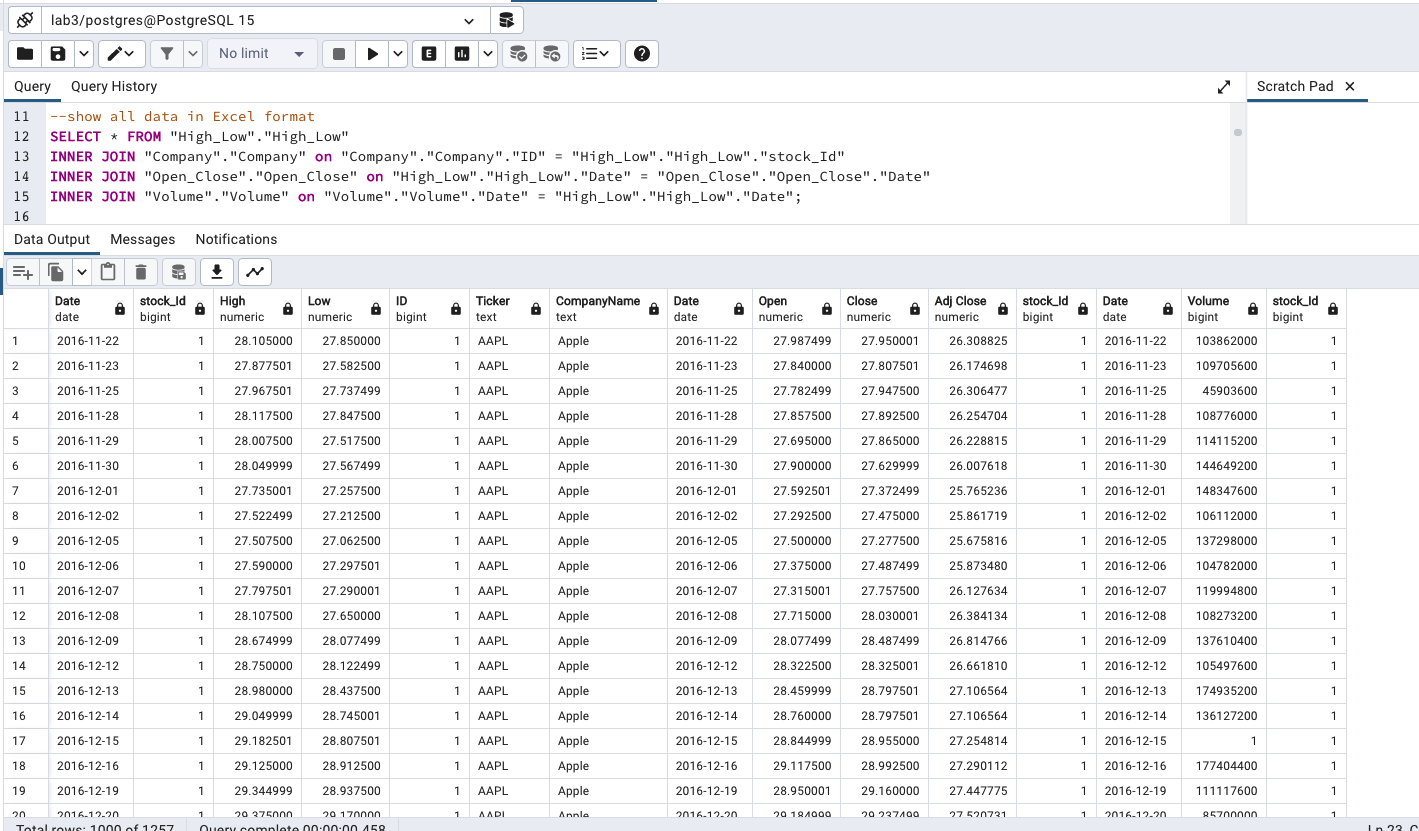 lab3/postgres@PostgreSQL 15
No limit
Query Query History Scratch Pad
11 --show all data in Excel format
12 SELECT * FROM "High_Low"."High_Low"
13 INNER JOIN "Company"."Company" on "Company"."Company"."ID" = "High_Low"."High_Low"."stock_Id"
14 INNER JOIN "Open_Close"."Open_Close" on "High_Low"."High_Low"."Date" = "Open_Close"."Open_Close"."Date"
15 INNER JOIN "Volume"."Volume" on "Volume"."Volume"."Date" = "High_Low"."High_Low"."Date";
16
Data Output Messages Notifications
Date stock_Id High Low ID Ticker CompanyName Date Open Close Adj Close stock_Id Date Volume stock_Id
date bigint numeric numeric bigint text text date numeric numeric numeric bigint date bigint bigint
1 2016-11-22 1 28.105000 27.850000 1 AAPL Apple 2016-11-22 27.987499 27.950001 26.308825 1 2016-11-22 103862000 1
2 2016-11-23 1 27.877501 27.582500 1 AAPL Apple 2016-11-23 27.840000 27.807501 26.174698 1 2016-11-23 109705600 1
3 2016-11-25 1 27.967501 27.737499 1 AAPL Apple 2016-11-25 27.782499 27.947500 26.306477 1 2016-11-25 45903600 1
4 2016-11-28 1 28.117500 27.847500 1 AAPL Apple 2016-11-28 27.857500 27.892500 26.254704 1 2016-11-28 108776000 1
5 2016-11-29 1 28.007500 27.517500 1 AAPL Apple 2016-11-29 27.695000 27.865000 26.228815 1 2016-11-29 114115200 1
6 2016-11-30 1 28.049999 27.567499 1 AAPL Apple 2016-11-30 27.900000 27.629999 26.007618 1 2016-11-30 144649200 1
7 2016-12-01 1 27.735001 27.257500 1 AAPL Apple 2016-12-01 27.592501 27.372499 25.765236 1 2016-12-01 148347600 1
8 2016-12-02 1 27.522499 27.212500 1 AAPL Apple 2016-12-02 27.292500 27.475000 25.861719 1 2016-12-02 106112000 1
9 2016-12-05 1 27.507500 27.062500 1 AAPL Apple 2016-12-05 27.500000 27.277500 25.675816 1 2016-12-05 137298000 1
10 2016-12-06 1 27.590000 27.297501 1 AAPL Apple 2016-12-06 27.375000 27.487499 25.873480 1 2016-12-06 104782000 1
11 2016-12-07 1 27.797501 27.290001 1 AAPL Apple 2016-12-07 27.315001 27.757500 26.127634 1 2016-12-07 119994800 1
12 2016-12-08 1 28.107500 27.650000 1 AAPL Apple 2016-12-08 27.715000 28.030001 26.384134 1 2016-12-08 108273200 1
13 2016-12-09 1 28.674999 28.077499 1 AAPL Apple 2016-12-09 28.077499 28.487499 26.814766 1 2016-12-09 137610400 1
14 2016-12-12 1 28.750000 28.122499 1 AAPL Apple 2016-12-12 28.322500 28.325001 26.661810 1 2016-12-12 105497600 1
15 2016-12-13 1 28.980000 28.437500 1 AAPL Apple 2016-12-13 28.459999 28.797501 27.106564 1 2016-12-13 174935200 1
16 2016-12-14 1 29.049999 28.745001 1 AAPL Apple 2016-12-14 28.760000 28.797501 27.106564 1 2016-12-14 136127200 1
17 2016-12-15 1 29.182501 28.807501 1 AAPL Apple 2016-12-15 28.844999 28.955000 27.254814 1 2016-12-15 1 1
18 2016-12-16 1 29.125000 28.912500 1 AAPL Apple 2016-12-16 29.117500 28.992500 27.290112 1 2016-12-16 177404400 1
19 2016-12-19 1 29.344999 28.937500 1 AAPL Apple 2016-12-19 28.950001 29.160000 27.447775 1 2016-12-19 111117600 1
20 2016-12-20 1 29.375000 29.170000 1 AAPL Apple 2016-12-20 29.184999 29.237499 27.520731 1 2016-12-20 85700000 1
Total rows: 1000 of 1257 Query complete 00:00:00.458 Ln 23,